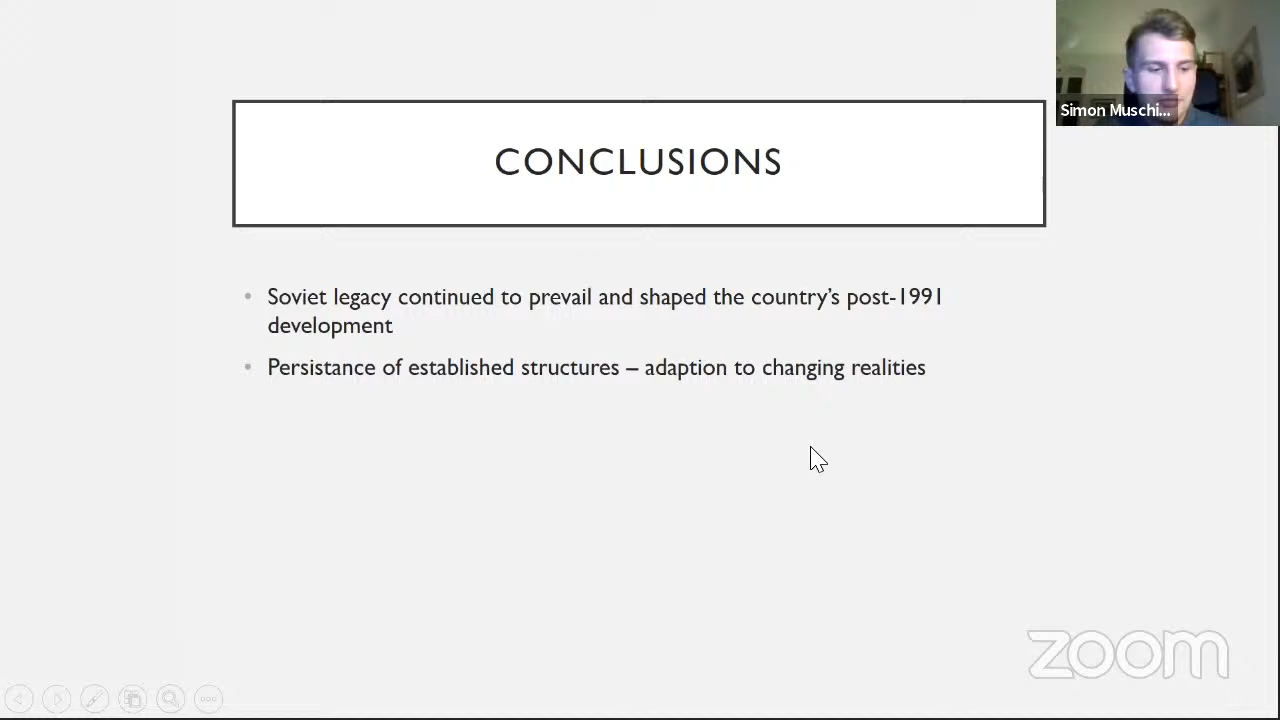 CONCLUSIONS
Simon Muschi...
Soviet legacy continued to prevail and shaped the country's post-1991
development
Persistance of established structures – adaption to changing realities
zoom